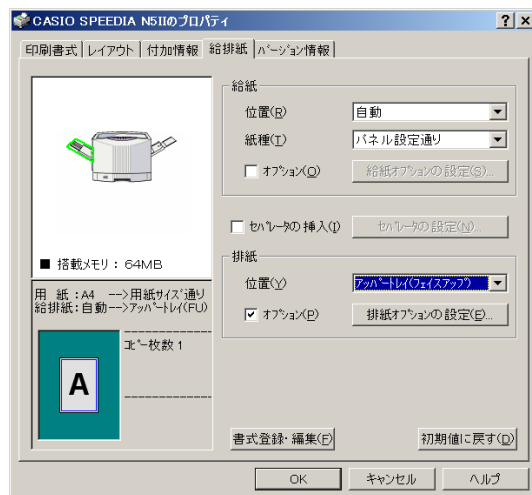 CASIO SPEEDIA N5IIのプロパティ
? ×
印刷書式 レイアウト 付加情報 給排紙 ﾊﾞｰｼﾞｮﾝ情報
給紙
位置(R) 自動
紙種(T) パネル設定通り
ｵﾌﾟｼｮﾝ(O) 給紙ｵﾌﾟｼｮﾝの設定(S)...
ｾﾊﾟﾚｰﾀの挿入(I) ｾﾊﾟﾚｰﾀの設定(N)...
■ 搭載ﾒﾓﾘ： 64MB
排紙
位置(Y) ｱｯﾊﾟｰﾄﾚｲ(ﾌｪｲｽｱｯﾌﾟ)
ｵﾌﾟｼｮﾝ(P) 排紙ｵﾌﾟｼｮﾝの設定(E)...
用 紙：A4 -->用紙ｻｲｽﾞ通り
給排紙：自動-->ｱｯﾊﾟｰﾄﾚｲ(FU)
ｺﾋﾟｰ枚数 1
A
書式登録･編集(F) 初期値に戻す(D)
OK キャンセル ヘルプ